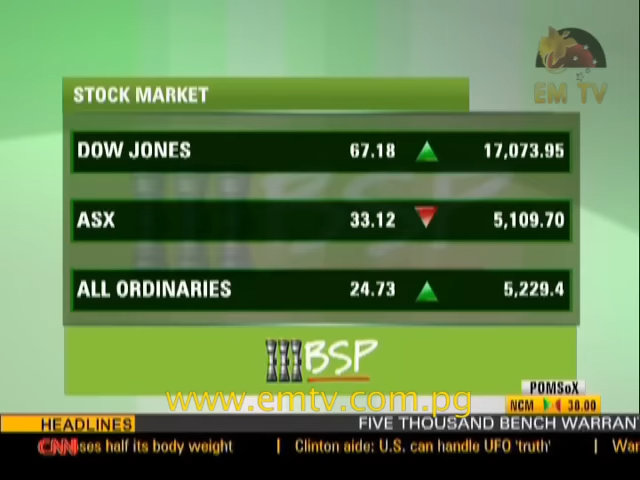 EM TV
STOCK MARKET
DOW JONES 67.18 17,073.95
ASX 33.12 5,109.70
ALL ORDINARIES 24.73 5,229.4
BSP
www.emtv.com.pg
POMSoX
NCM 38.00
HEADLINES FIVE THOUSAND BENCH WARRAN
CNN ses half its body weight | Clinton aide: U.S. can handle UFO 'truth' | War